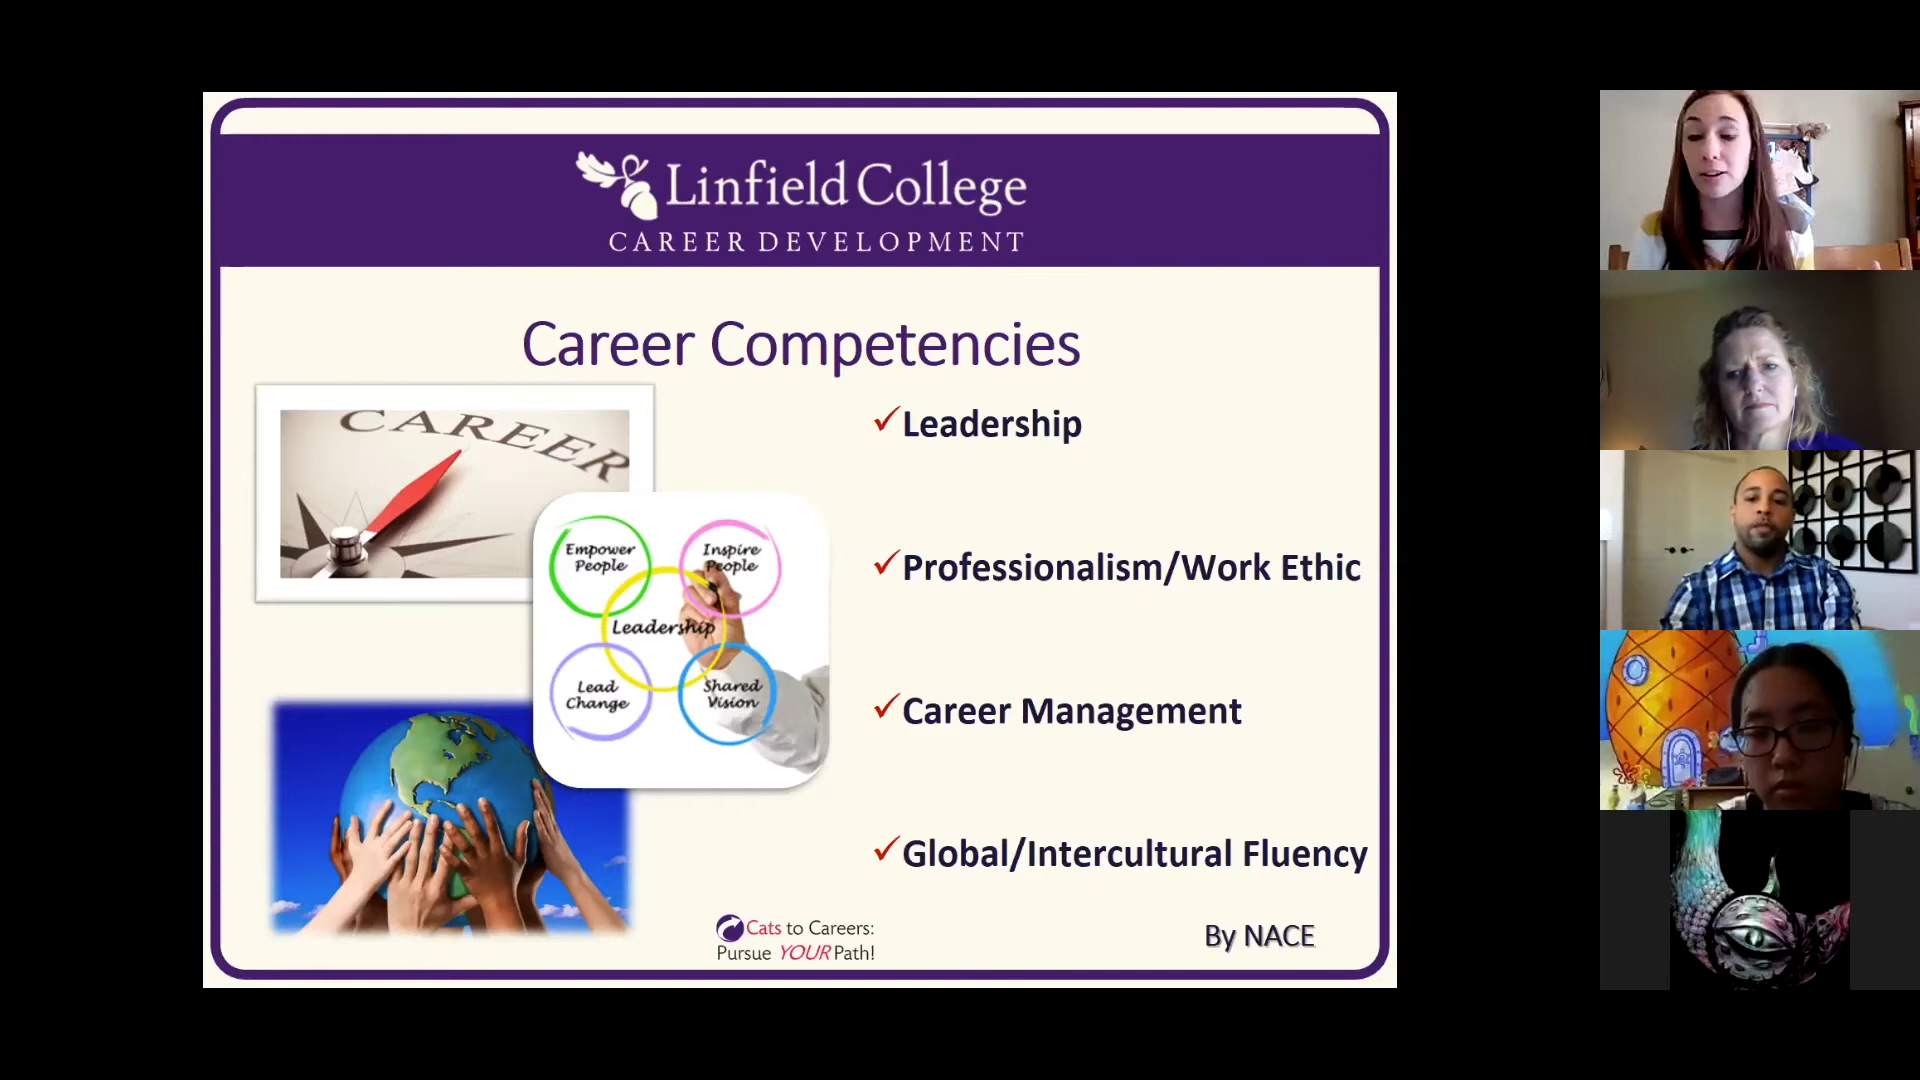 Linfield College
CAREER DEVELOPMENT
Career Competencies
CAREER
Empower
People
Inspire
People
Leadership
Lead
Change
Shared
Vision
✓Leadership
✓Professionalism/Work Ethic
✓Career Management
✓Global/Intercultural Fluency
Cats to Careers:
Pursue YOUR Path!
By NACE